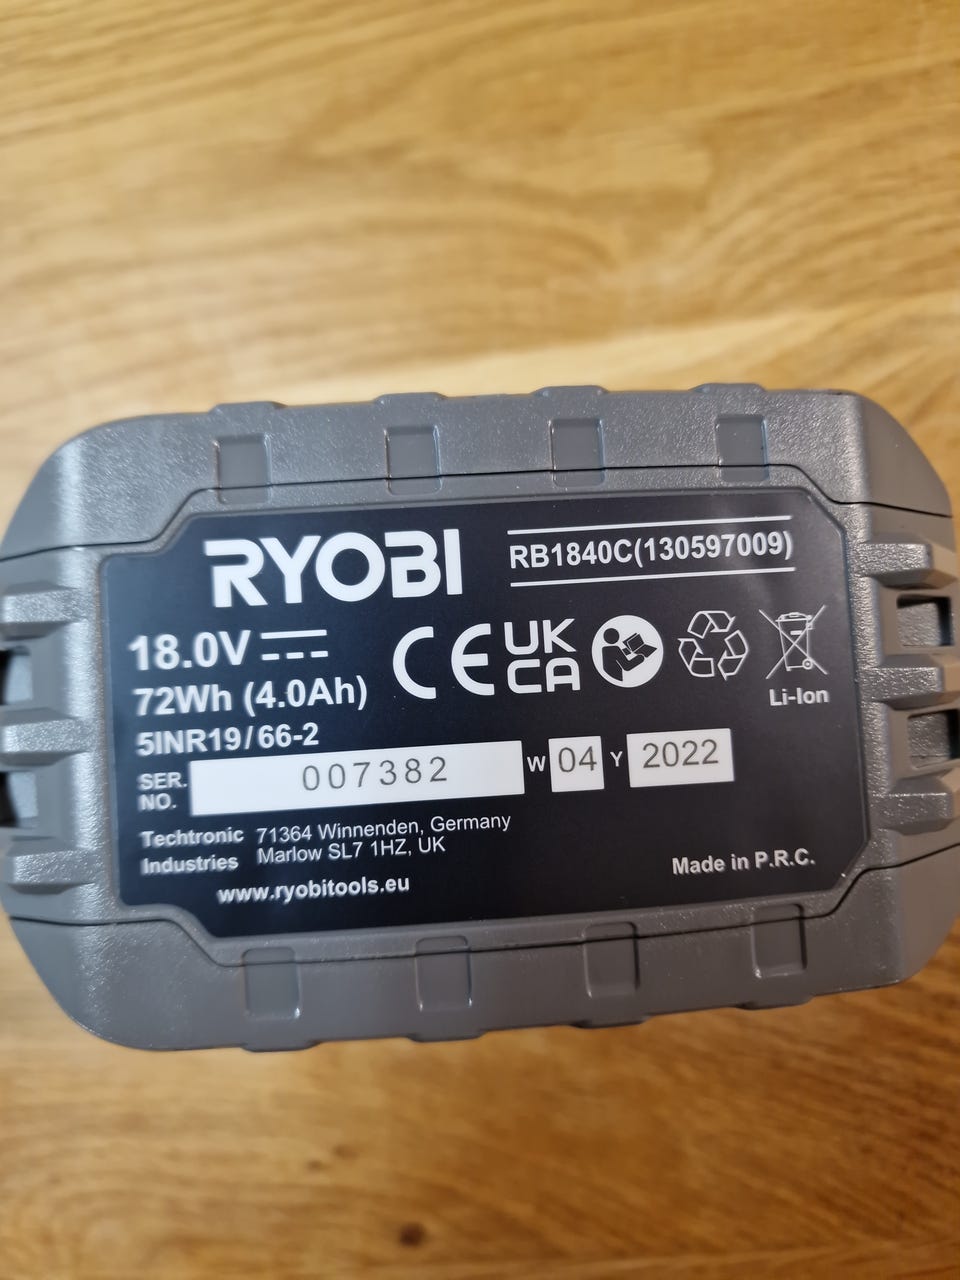 RYOBI
RB1840C(130597009)
18.0V
72Wh (4.0Ah)
5INR19/66-2
CE
UK
CA
Li-Ion
SER. NO. 007382 W 04 Y 2022
Techtronic Industries
71364 Winnenden, Germany
Marlow SL7 1HZ, UK
www.ryobitools.eu
Made in P.R.C.